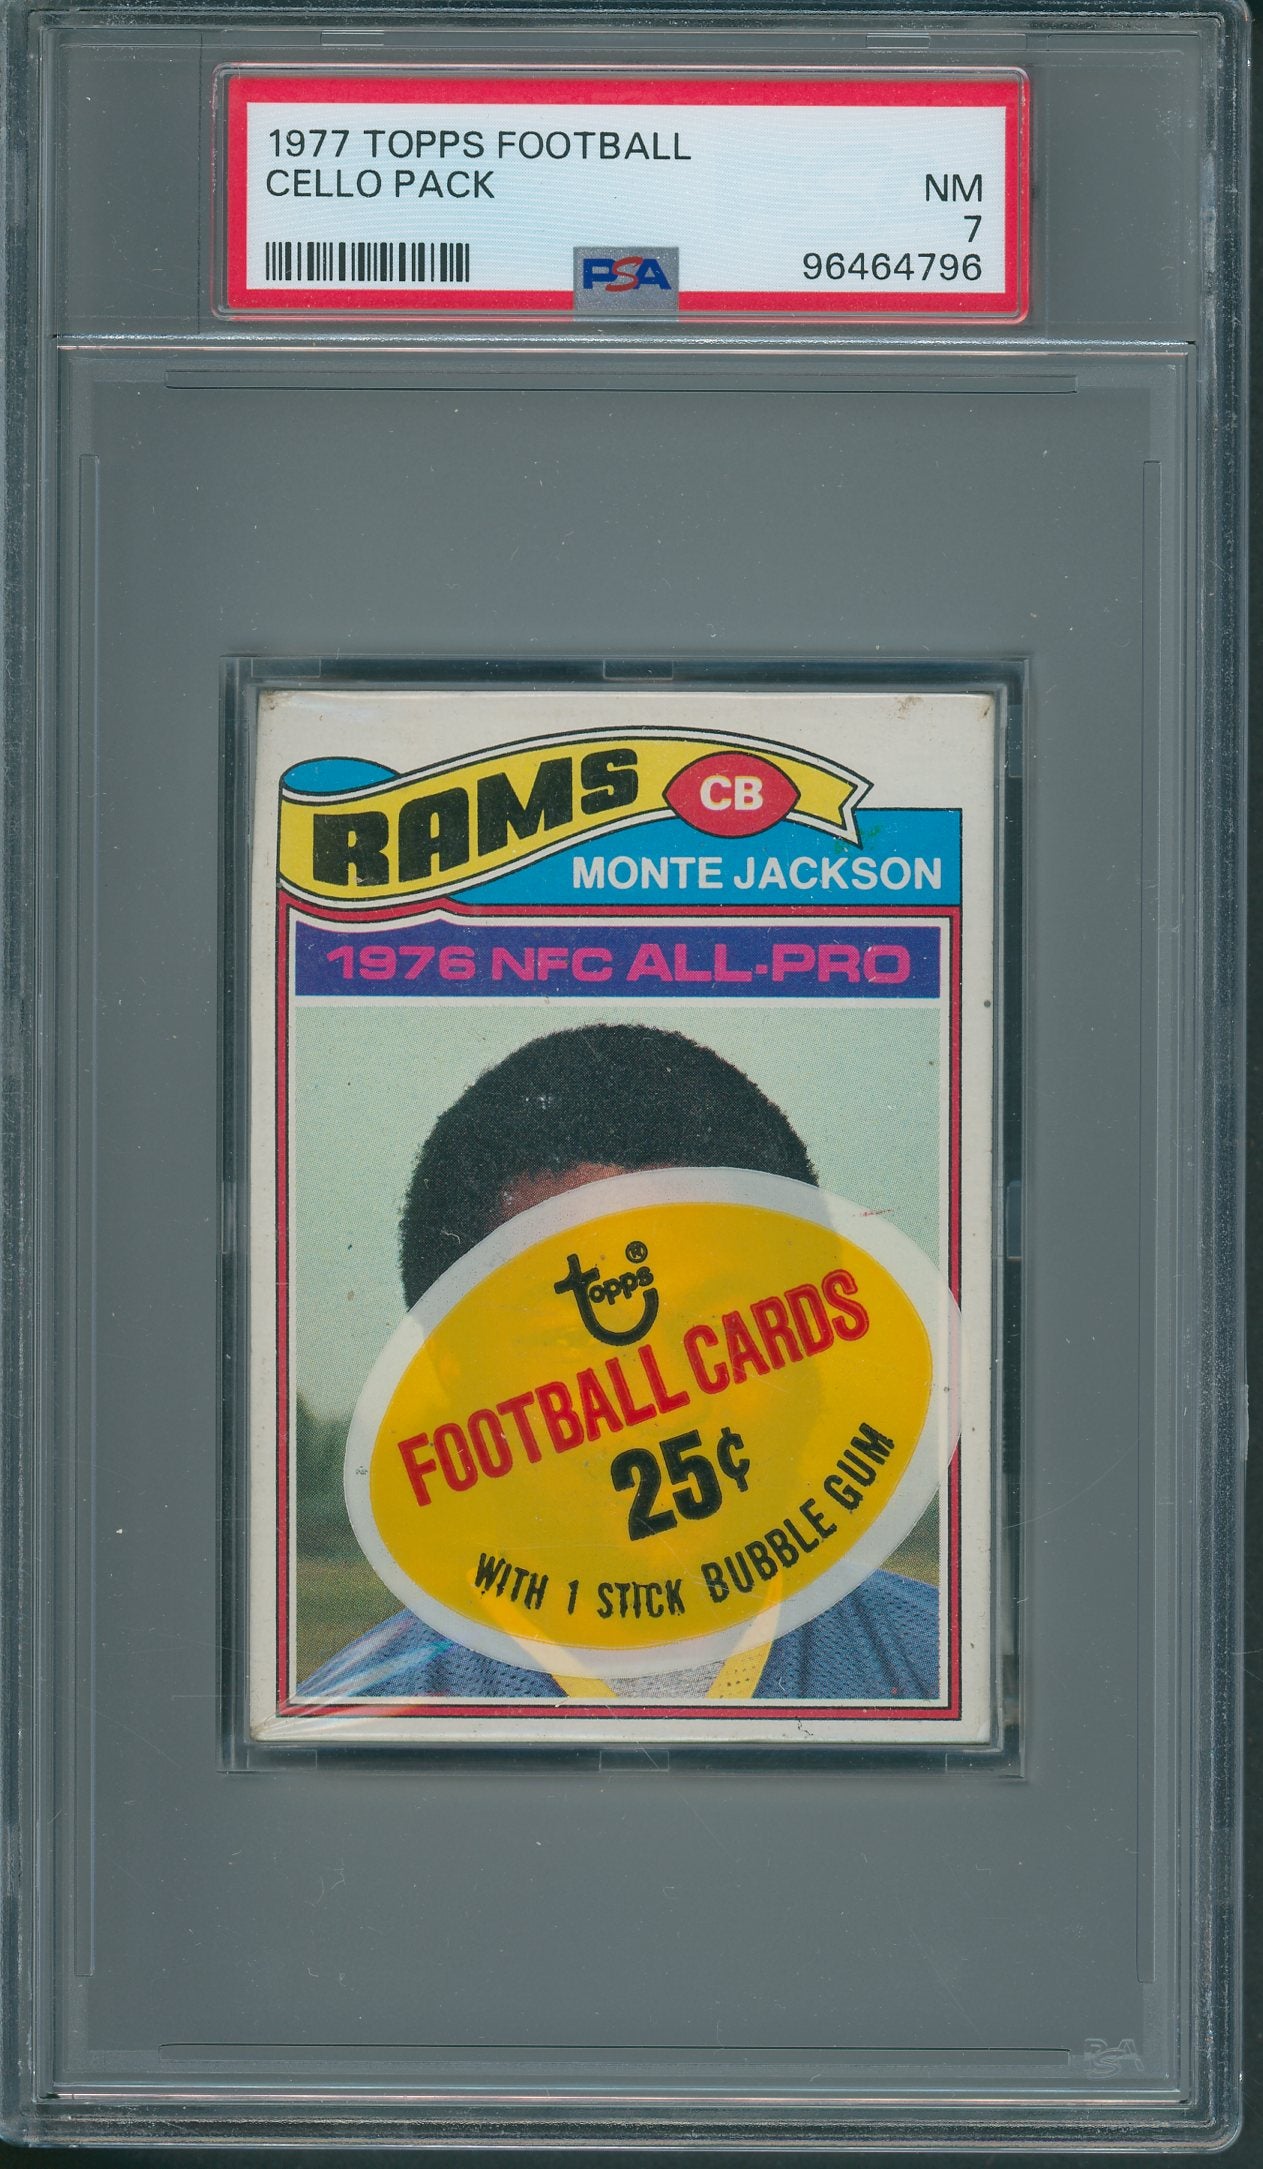 1977 TOPPS FOOTBALL
CELLO PACK
NM
7
PSA
96464796
RAMS
CB
MONTE JACKSON
1976 NFC ALL-PRO
topps®
FOOTBALL CARDS
25¢
WITH 1 STICK BUBBLE GUM
PSA